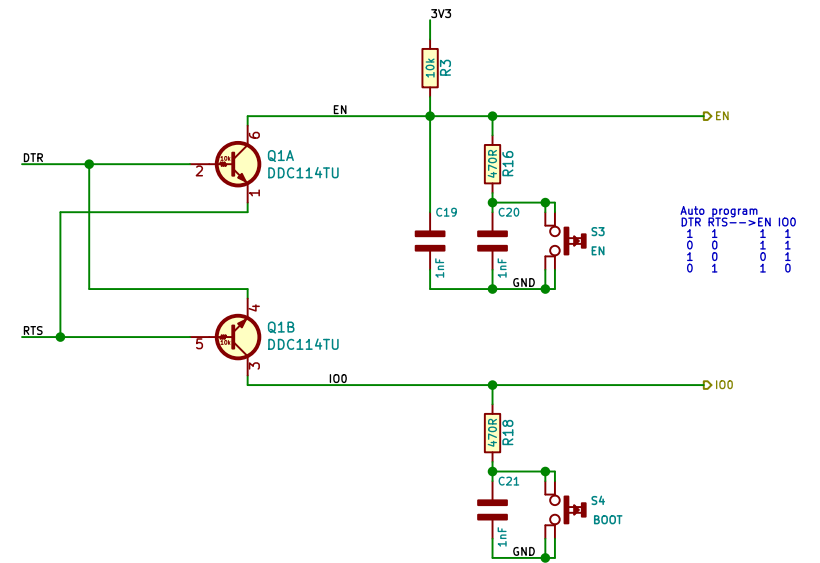 3V3
10k
R3
EN
EN
DTR
10k
6
2
1
Q1A
DDC114TU
470R
R16
C19
1nF
C20
1nF
S3
EN
GND
Auto program
DTR RTS-->EN IO0
1 1 1 1
0 0 1 1
1 0 0 1
0 1 1 0
RTS
10k
4
5
3
Q1B
DDC114TU
IO0
IO0
470R
R18
C21
1nF
S4
BOOT
GND